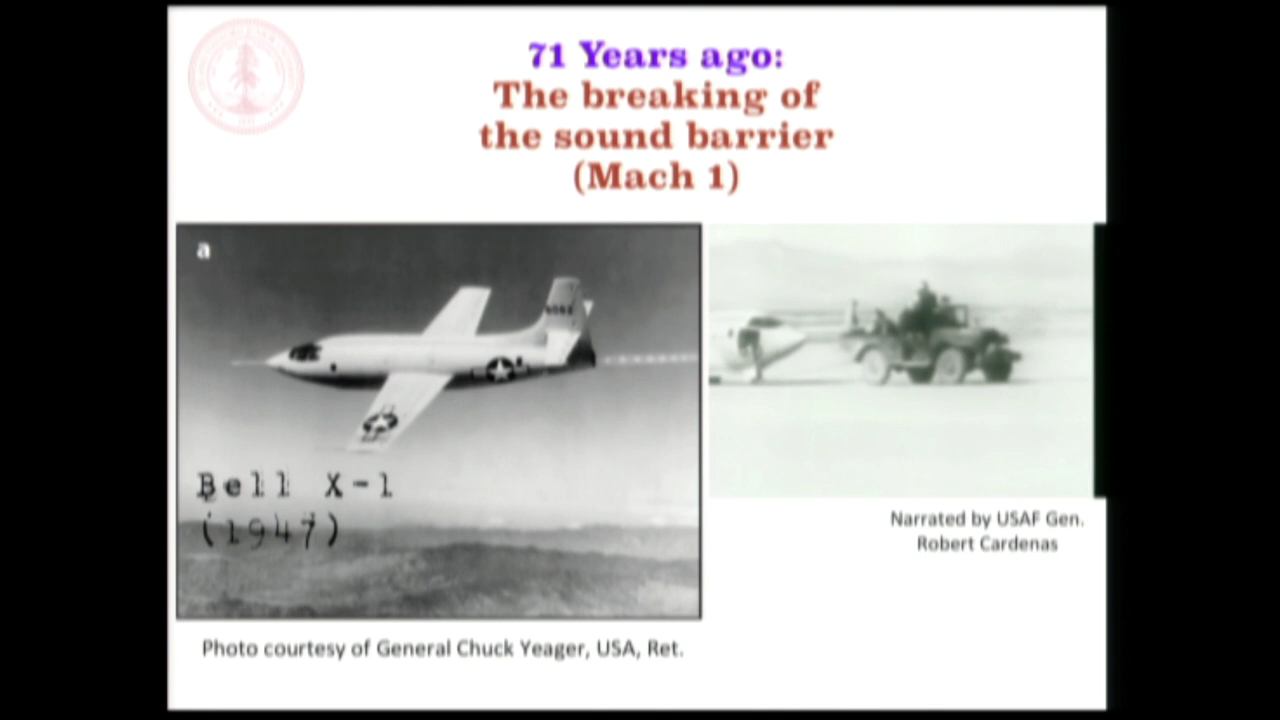 71 Years ago:
The breaking of
the sound barrier
(Mach 1)
a
Bell X-1
(1947)
Narrated by USAF Gen.
Robert Cardenas
Photo courtesy of General Chuck Yeager, USA, Ret.